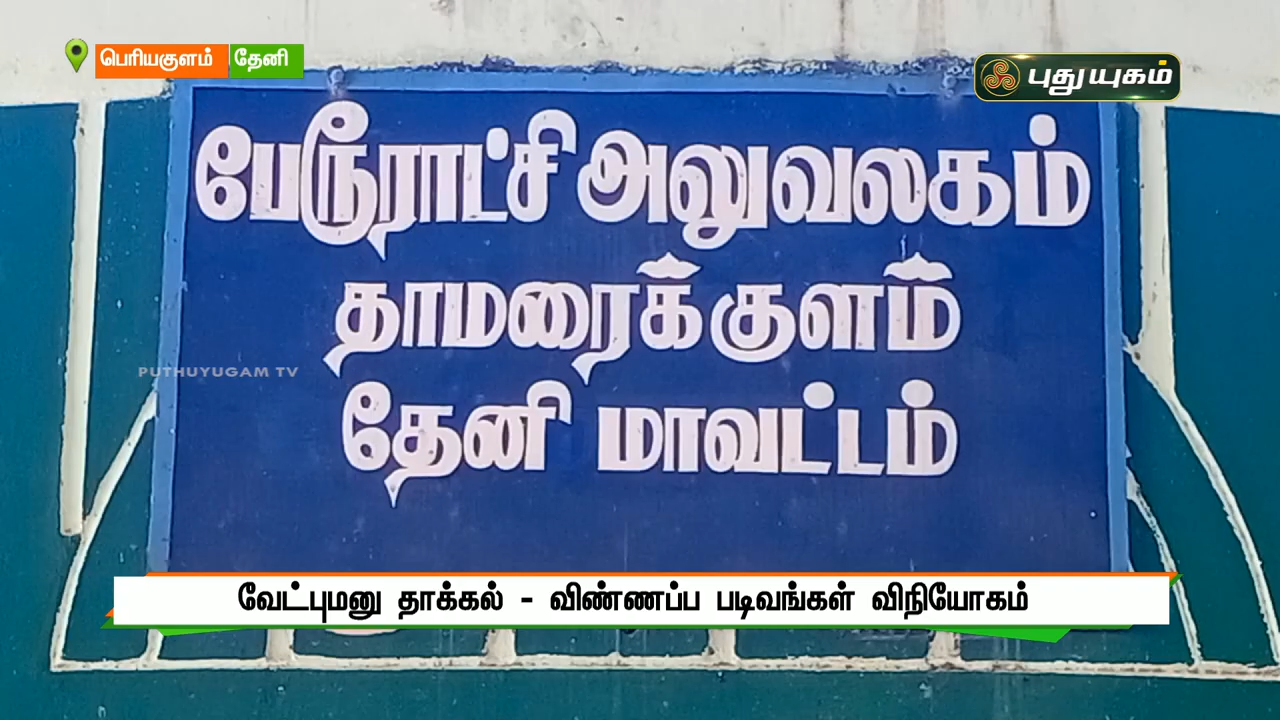 பெரியகுளம் தேனி
புதுயுகம்
பேரூராட்சி அலுவலகம்
தாமரைக்குளம்
PUTHUYUGAM TV
தேனி மாவட்டம்
வேட்புமனு தாக்கல் - விண்ணப்ப படிவங்கள் விநியோகம்